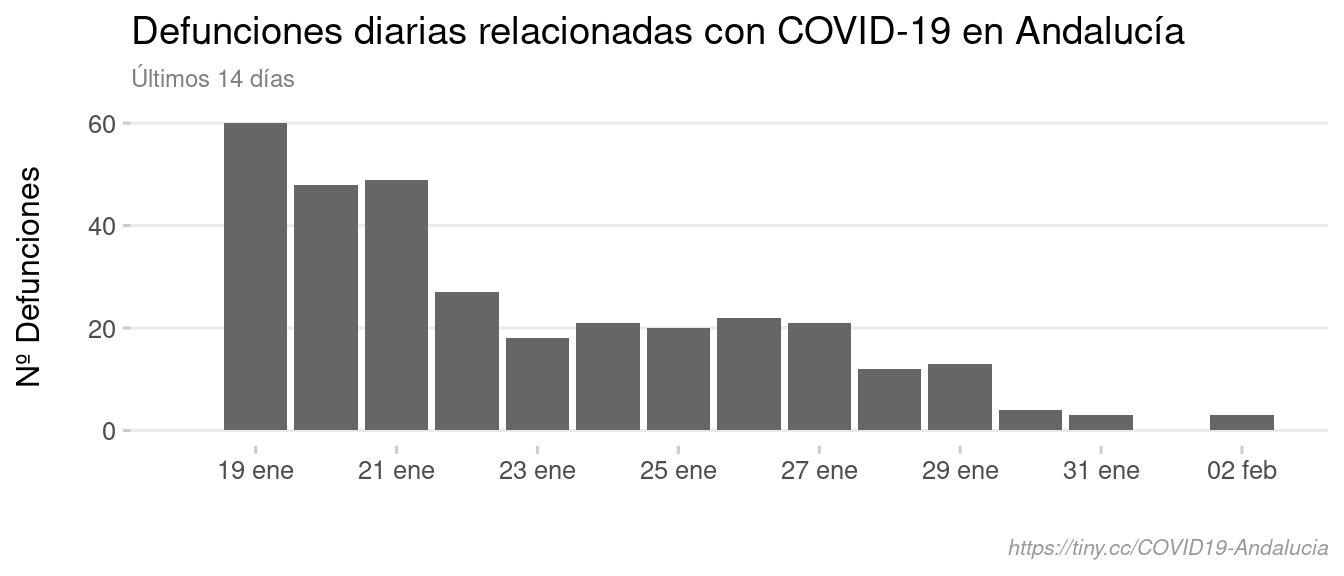 Defunciones diarias relacionadas con COVID-19 en Andalucía
Últimos 14 días
Nº Defunciones
60
40
20
0
19 ene 21 ene 23 ene 25 ene 27 ene 29 ene 31 ene 02 feb
https://tiny.cc/COVID19-Andalucia